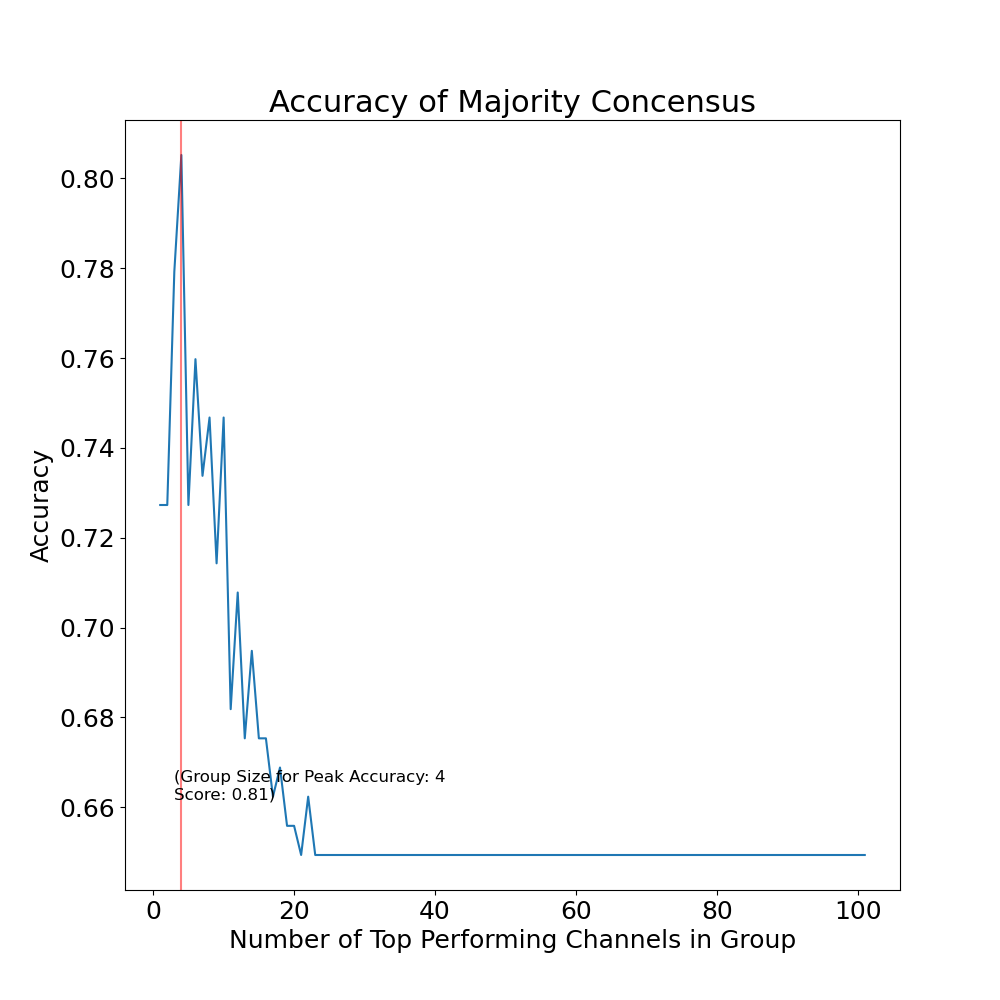 Accuracy of Majority Concensus
0.80
0.78
0.76
0.74
0.72
0.70
0.68
0.66
Accuracy
(Group Size for Peak Accuracy: 4
Score: 0.81)
0 20 40 60 80 100
Number of Top Performing Channels in Group